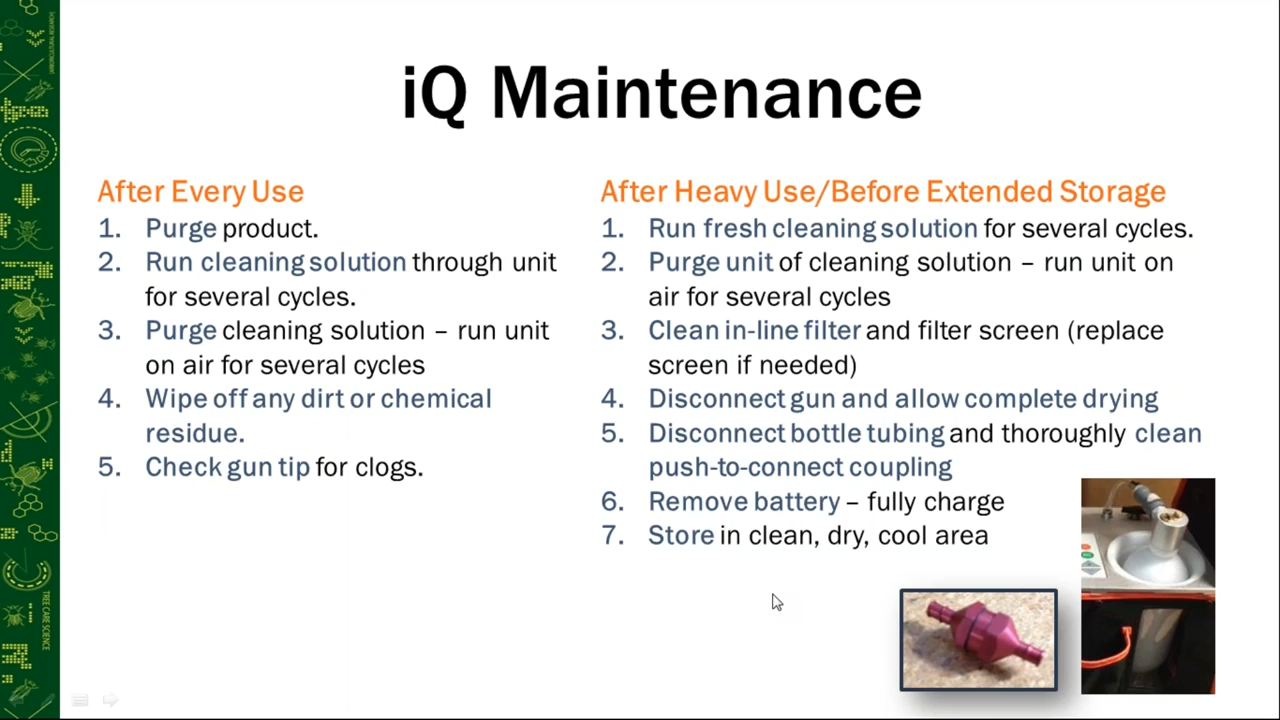 iQ Maintenance
After Every Use
1. Purge product.
2. Run cleaning solution through unit
for several cycles.
3. Purge cleaning solution – run unit
on air for several cycles
4. Wipe off any dirt or chemical
residue.
5. Check gun tip for clogs.
After Heavy Use/Before Extended Storage
1. Run fresh cleaning solution for several cycles.
2. Purge unit of cleaning solution – run unit on
air for several cycles
3. Clean in-line filter and filter screen (replace
screen if needed)
4. Disconnect gun and allow complete drying
5. Disconnect bottle tubing and thoroughly clean
push-to-connect coupling
6. Remove battery – fully charge
7. Store in clean, dry, cool area
TREE CARE SCIENCE